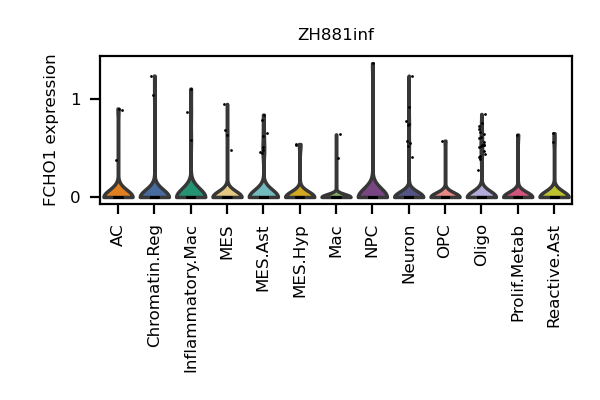 ZH881inf
FCHO1 expression
1
0
AC
Chromatin.Reg
Inflammatory.Mac
MES
MES.Ast
MES.Hyp
Mac
NPC
Neuron
OPC
Oligo
Prolif.Metab
Reactive.Ast